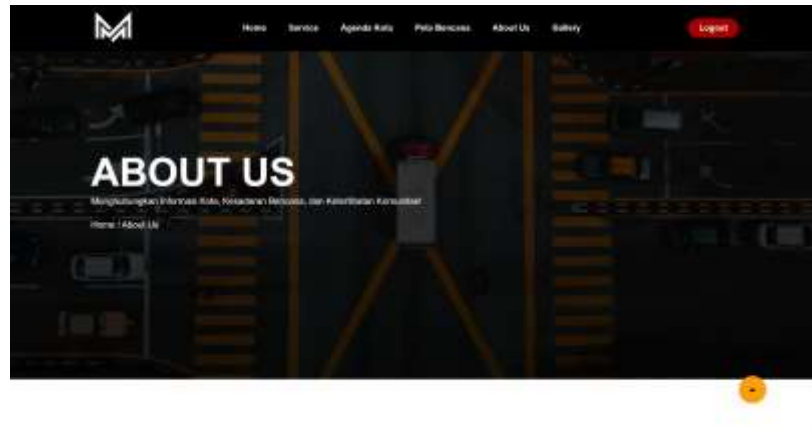 Home Service Agenda Kota Peta Bencana About Us Gallery Logout
ABOUT US
Menghubungkan Informasi Kota, Kesadaran Bencana, dan Keterlibatan Komunitas!
Home / About Us